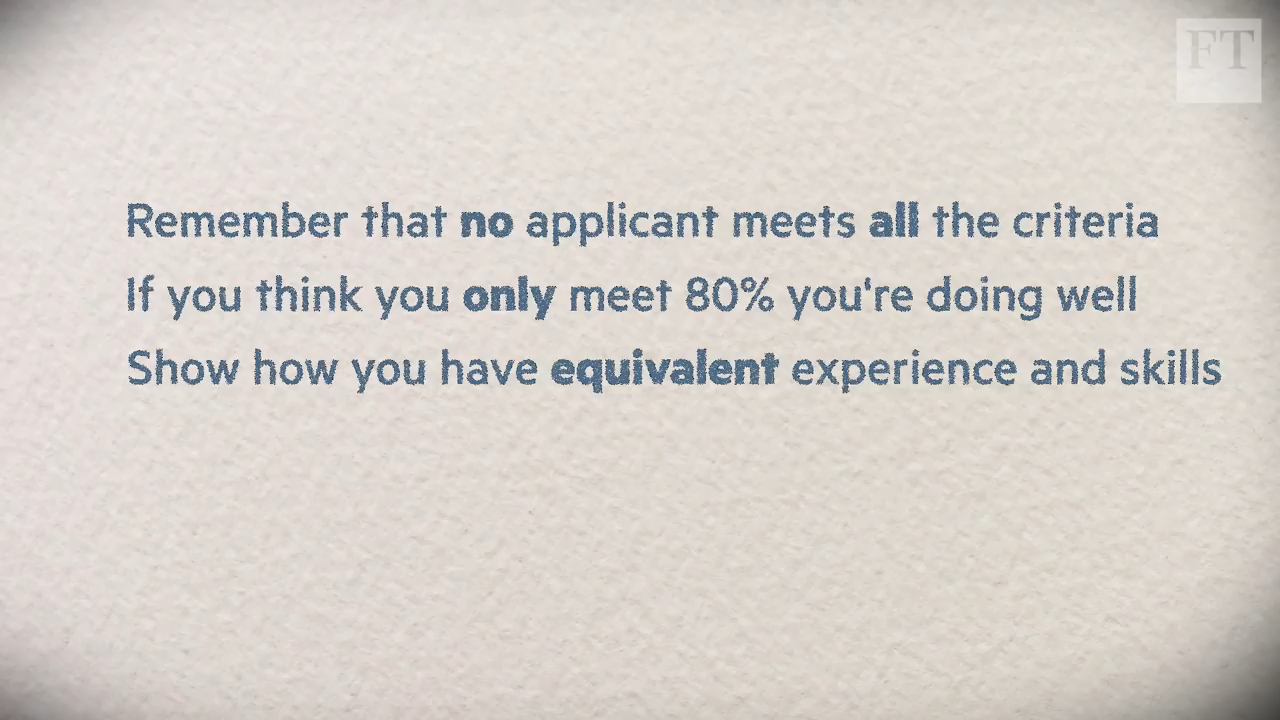 FT
Remember that no applicant meets all the criteria
If you think you only meet 80% you're doing well
Show how you have equivalent experience and skills